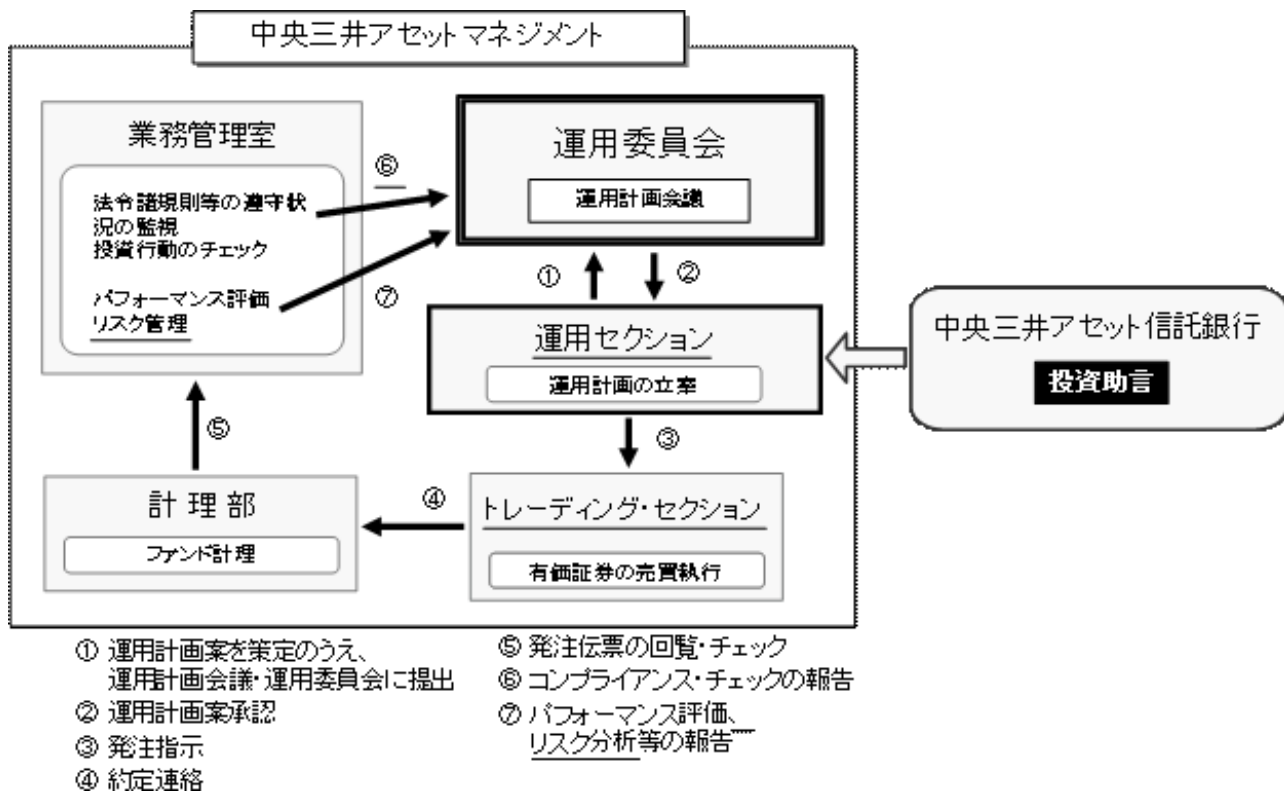 中央三井アセットマネジメント
業務管理室
法令諸規則等の遵守状
況の監視
投資行動のチェック
パフォーマンス評価
リスク管理
⑥
⑦
運用委員会
運用計画会議
①
②
運用セクション
運用計画の立案
中央三井アセット信託銀行
投資助言
⑤
③
計理部
ファンド計理
④
トレーディング・セクション
有価証券の売買執行
① 運用計画案を策定のうえ、
運用計画会議・運用委員会に提出
② 運用計画案承認
③ 発注指示
④ 約定連絡
⑤ 発注伝票の回覧・チェック
⑥ コンプライアンス・チェックの報告
⑦ パフォーマンス評価、
リスク分析等の報告